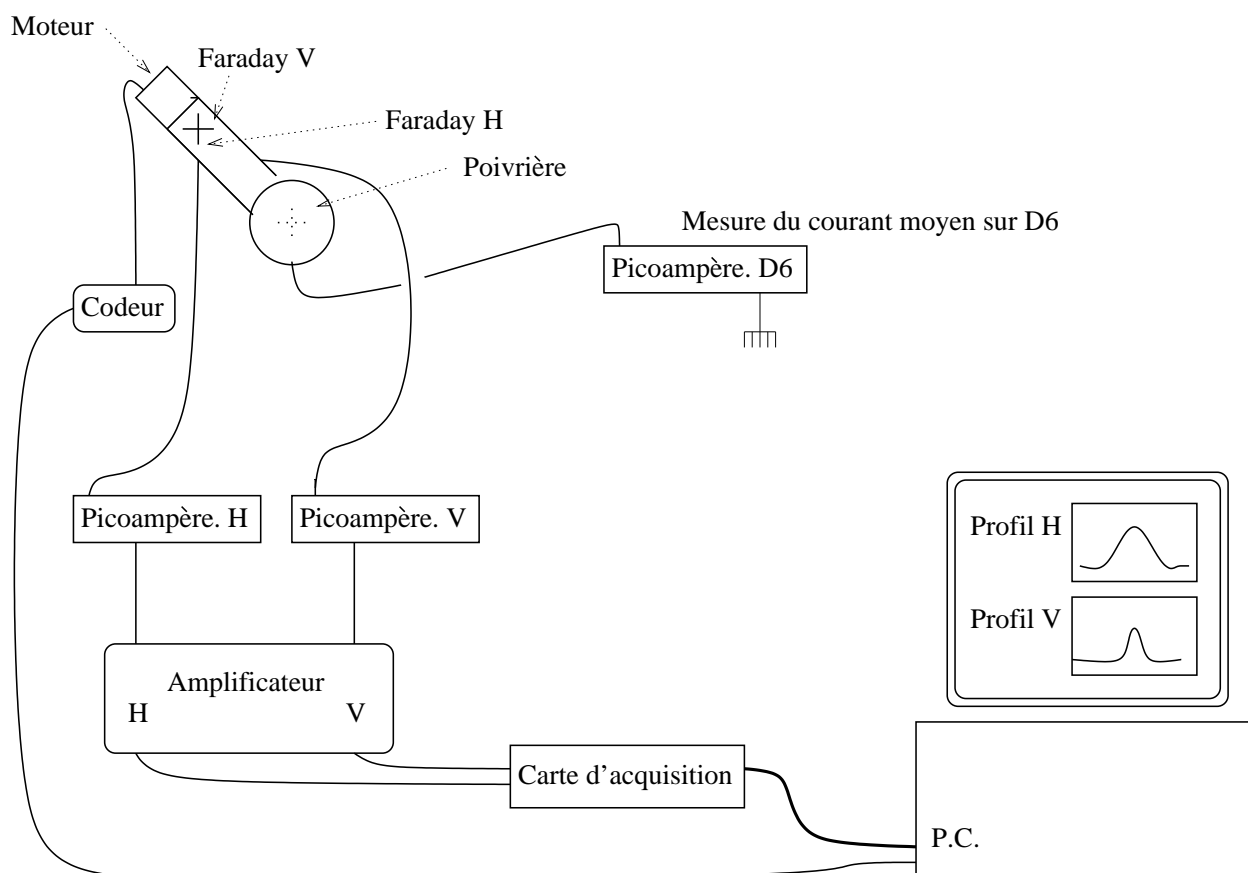 Moteur
Faraday V
Faraday H
Poivrière
Mesure du courant moyen sur D6
Picoampère. D6
Codeur
Picoampère. H
Picoampère. V
Profil H
Profil V
Amplificateur
H
V
Carte d’acquisition
P.C.